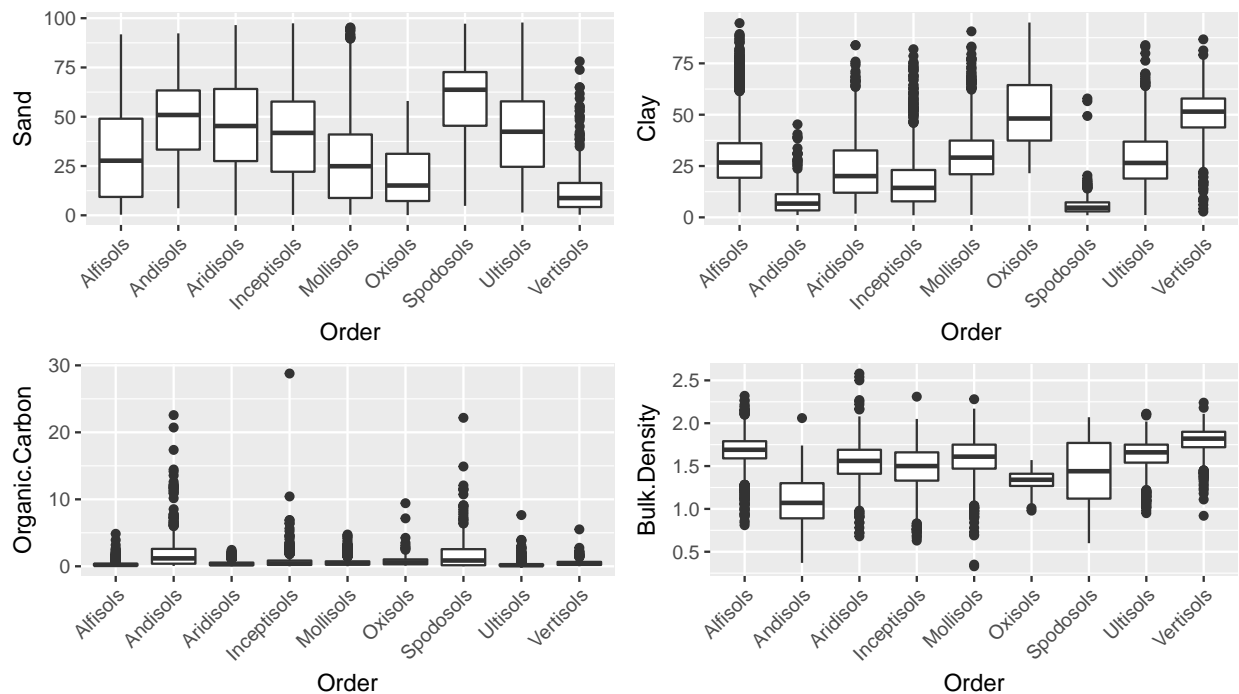 Sand
100
75
50
25
0
Alfisols
Andisols
Aridisols
Inceptisols
Mollisols
Oxisols
Spodosols
Ultisols
Vertisols
Order
Clay
75
50
25
0
Alfisols
Andisols
Aridisols
Inceptisols
Mollisols
Oxisols
Spodosols
Ultisols
Vertisols
Order
Organic.Carbon
30
20
10
0
Alfisols
Andisols
Aridisols
Inceptisols
Mollisols
Oxisols
Spodosols
Ultisols
Vertisols
Order
Bulk.Density
2.5
2.0
1.5
1.0
0.5
Alfisols
Andisols
Aridisols
Inceptisols
Mollisols
Oxisols
Spodosols
Ultisols
Vertisols
Order